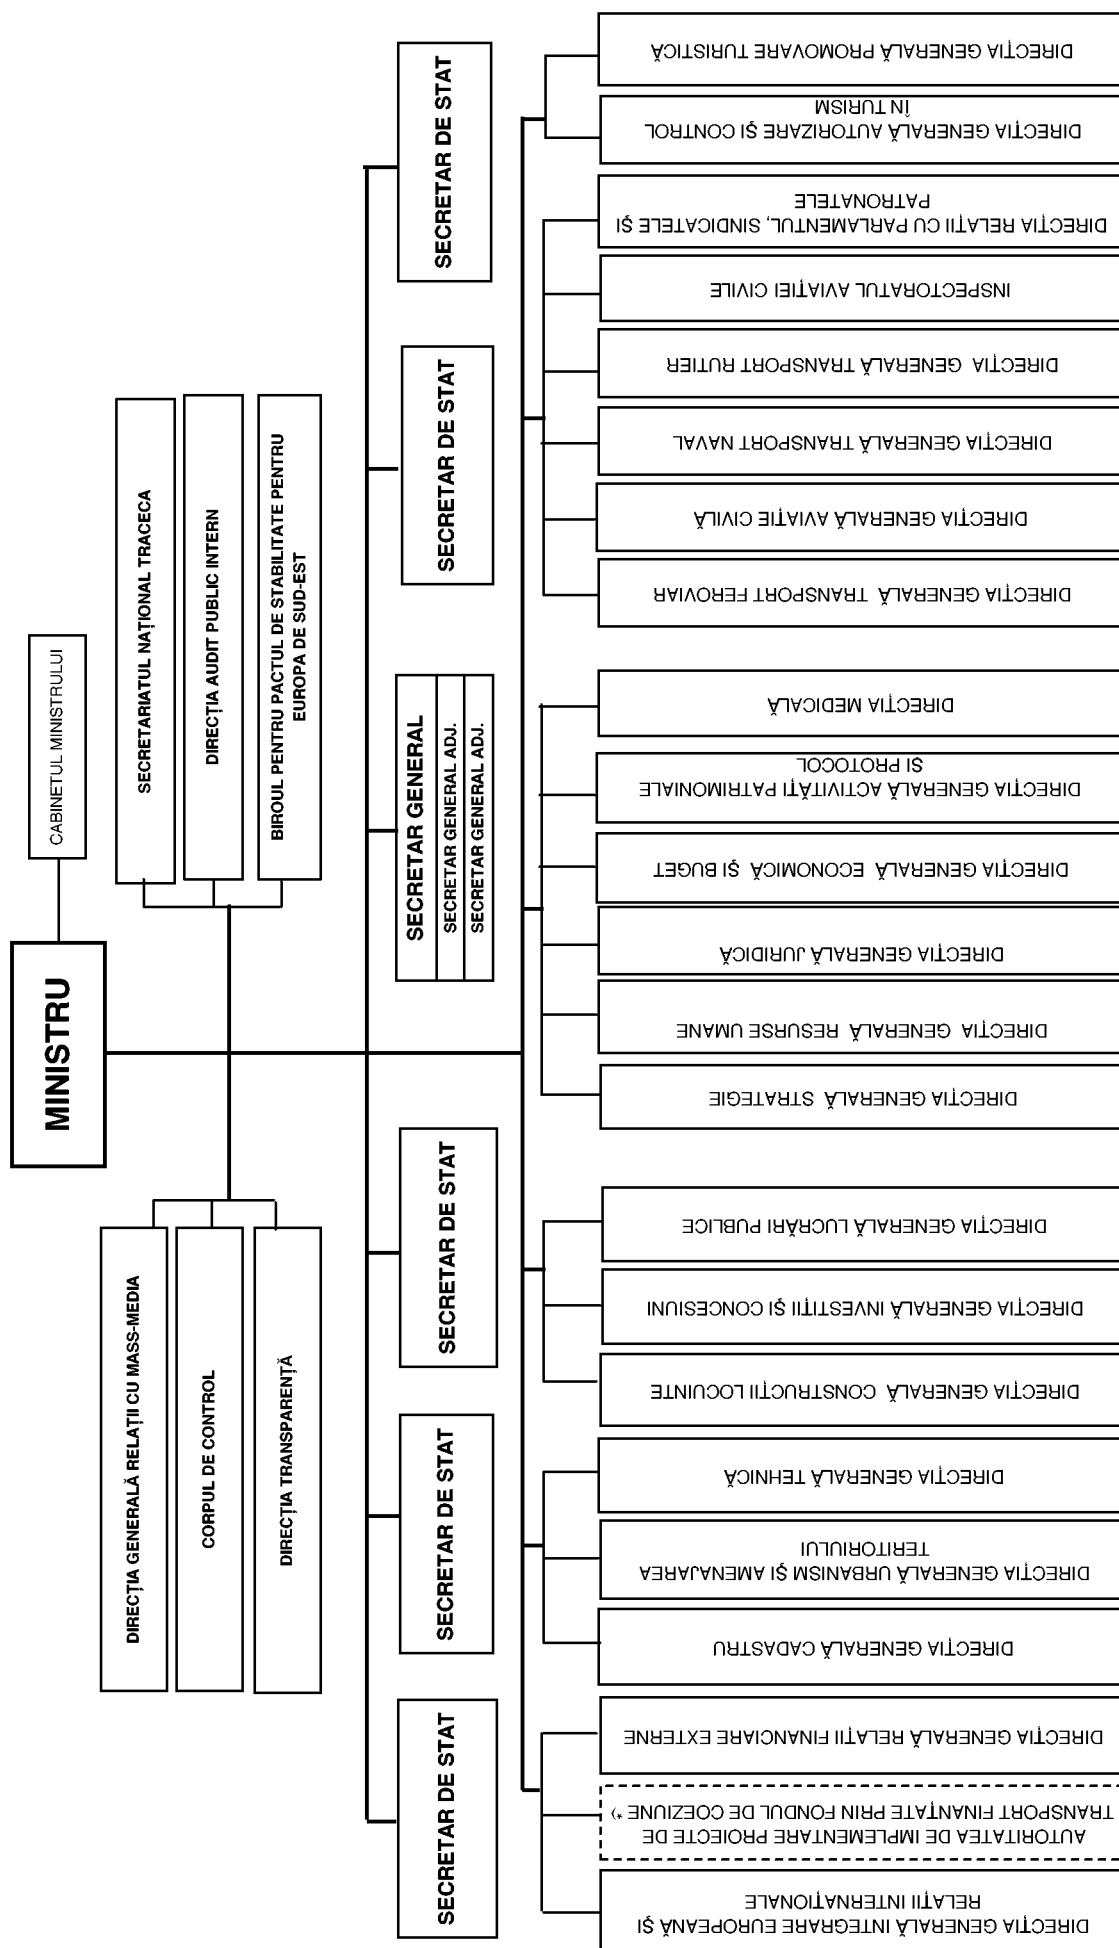 MINISTRU
CABINETUL MINISTRULUI
DIRECȚIA GENERALĂ RELAȚII CU MASS-MEDIA
CORPUL DE CONTROL
DIRECȚIA TRANSPARENȚĂ
SECRETARIATUL NAȚIONAL TRACECA
DIRECȚIA AUDIT PUBLIC INTERN
BIROUL PENTRU PACTUL DE STABILITATE PENTRU
EUROPA DE SUD-EST
SECRETAR DE STAT
SECRETAR DE STAT
SECRETAR DE STAT
SECRETAR GENERAL
SECRETAR GENERAL ADJ.
SECRETAR GENERAL ADJ.
SECRETAR DE STAT
SECRETAR DE STAT
DIRECȚIA GENERALĂ INTEGRARE EUROPEANĂ ȘI
RELAȚII INTERNAȚIONALE
AUTORITATEA DE IMPLEMENTARE PROIECTE DE
TRANSPORT FINANȚATE PRIN FONDUL DE COEZIUNE *)
DIRECȚIA GENERALĂ RELAȚII FINANCIARE EXTERNE
DIRECȚIA GENERALĂ CADASTRU
DIRECȚIA GENERALĂ URBANISM ȘI AMENAJAREA
TERITORIULUI
DIRECȚIA GENERALĂ TEHNICĂ
DIRECȚIA GENERALĂ CONSTRUCȚII LOCUINTE
DIRECȚIA GENERALĂ INVESTIȚII ȘI CONCESIUNI
DIRECȚIA GENERALĂ LUCRĂRI PUBLICE
DIRECȚIA GENERALĂ STRATEGIE
DIRECȚIA GENERALĂ RESURSE UMANE
DIRECȚIA GENERALĂ JURIDICĂ
DIRECȚIA GENERALĂ ECONOMICĂ ȘI BUGET
DIRECȚIA GENERALĂ ACTIVITĂȚI PATRIMONIALE
SI PROTOCOL
DIRECȚIA MEDICALĂ
DIRECȚIA GENERALĂ TRANSPORT FEROVIAR
DIRECȚIA GENERALĂ AVIAȚIE CIVILĂ
DIRECȚIA GENERALĂ TRANSPORT NAVAL
DIRECȚIA GENERALĂ TRANSPORT RUTIER
INSPECTORATUL AVIAȚIEI CIVILE
DIRECȚIA RELAȚII CU PARLAMENTUL, SINDICATELE ȘI
PATRONATELE
DIRECȚIA GENERALĂ AUTORIZARE ȘI CONTROL
ÎN TURISM
DIRECȚIA GENERALĂ PROMOVARE TURISTICĂ